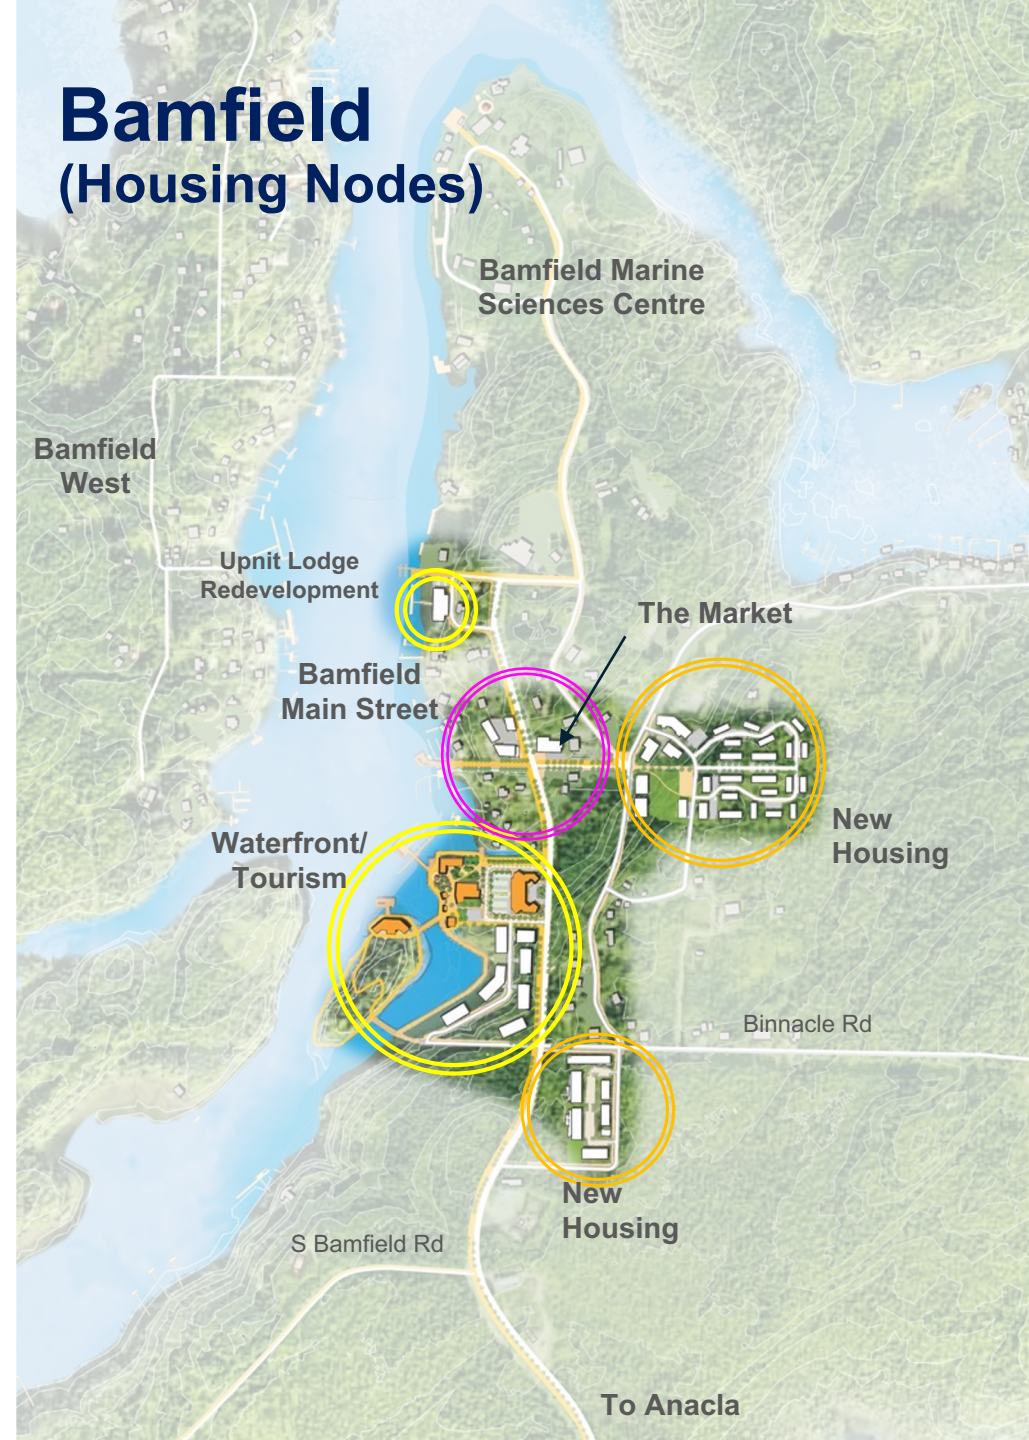 Bamfield
(Housing Nodes)
Bamfield Marine
Sciences Centre
Bamfield
West
Upnit Lodge
Redevelopment
The Market
Bamfield
Main Street
New
Housing
Waterfront/
Tourism
Binnacle Rd
New
Housing
S Bamfield Rd
To Anacla